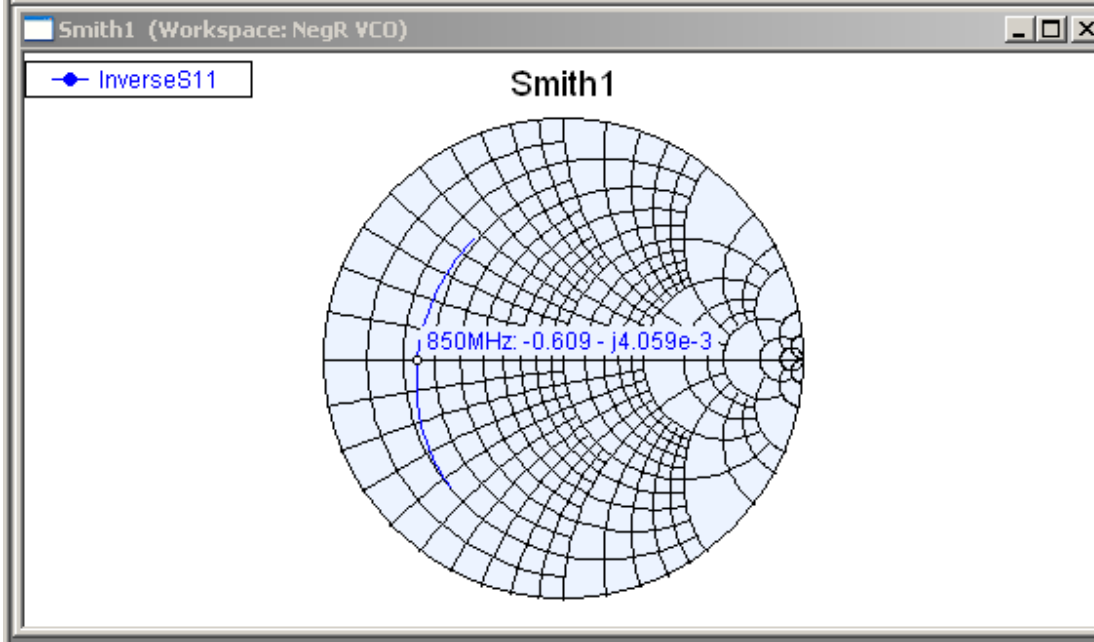 Smith1 (Workspace: NegR VCO)
InverseS11
Smith1
850MHz: -0.609 - j4.059e-3